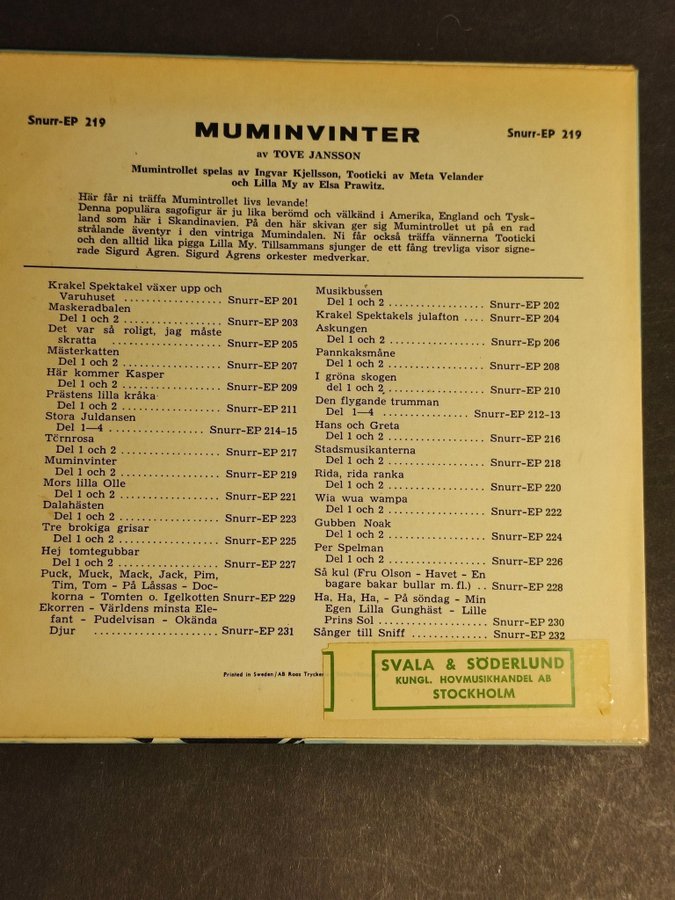 Snurr-EP 219
MUMINVINTER
Snurr-EP 219
av TOVE JANSSON
Mumintrollet spelas av Ingvar Kjellsson, Tooticki av Meta Velander
och Lilla My av Elsa Prawitz.
Här får ni träffa Mumintrollet livs levande!
Denna populära sagofigur är ju lika berömd och välkänd i Amerika, England och Tysk-
land som här i Skandinavien. På den här skivan ger sig Mumintrollet ut på en rad
strålande äventyr i den vintriga Mumindalen. Ni får också träffa vännerna Tooticki
och den alltid lika pigga Lilla My. Tillsammans sjunger de ett fång trevliga visor signe-
rade Sigurd Ågren. Sigurd Ågrens orkester medverkar.
Krakel Spektakel växer upp och
Varuhuset .................. Snurr-EP 201
Maskeradbalen
Del 1 och 2 .................. Snurr-EP 203
Det var så roligt, jag måste
skratta .................. Snurr-EP 205
Mästerkatten
Del 1 och 2 .................. Snurr-EP 207
Här kommer Kasper
Del 1 och 2 .................. Snurr-EP 209
Prästens lilla kråka
Del 1 och 2 .................. Snurr-EP 211
Stora Juldansen
Del 1—4 .................. Snurr-EP 214-15
Törnrosa
Del 1 och 2 .................. Snurr-EP 217
Muminvinter
Del 1 och 2 .................. Snurr-EP 219
Mors lilla Olle
Del 1 och 2 .................. Snurr-EP 221
Dalahästen
Del 1 och 2 .................. Snurr-EP 223
Tre brokiga grisar
Del 1 och 2 .................. Snurr-EP 225
Hej tomtegubbar
Del 1 och 2 .................. Snurr-EP 227
Puck, Muck, Mack, Jack, Pim,
Tim, Tom - På Låssas - Doc-
korna - Tomten o. Igelkotten Snurr-EP 229
Ekorren - Världens minsta Ele-
fant - Pudelvisan - Okända
Djur .................. Snurr-EP 231
Musikbussen
Del 1 och 2 .................. Snurr-EP 202
Krakel Spektakels julafton .... Snurr-EP 204
Askungen
Del 1 och 2 .................. Snurr-Ep 206
Pannkaksmåne
Del 1 och 2 .................. Snurr-EP 208
I gröna skogen
del 1 och 2 .................. Snurr-EP 210
Den flygande trumman
Del 1—4 .................. Snurr-EP 212-13
Hans och Greta
Del 1 och 2 .................. Snurr-EP 216
Stadsmusikanterna
Del 1 och 2 .................. Snurr-EP 218
Rida, rida ranka
Del 1 och 2 .................. Snurr-EP 220
Wia wua wampa
Del 1 och 2 .................. Snurr-EP 222
Gubben Noak
Del 1 och 2 .................. Snurr-EP 224
Per Spelman
Del 1 och 2 .................. Snurr-EP 226
Så kul (Fru Olson - Havet - En
bagare bakar bullar m. fl.) .. Snurr-EP 228
Ha, Ha, Ha, - På söndag - Min
Egen Lilla Gunghäst - Lille
Prins Sol .................. Snurr-EP 230
Sånger till Sniff .............. Snurr-EP 232
Printed in Sweden/AB Roos
SVALA & SÖDERLUND
KUNGL. HOVMUSIKHANDEL AB
STOCKHOLM